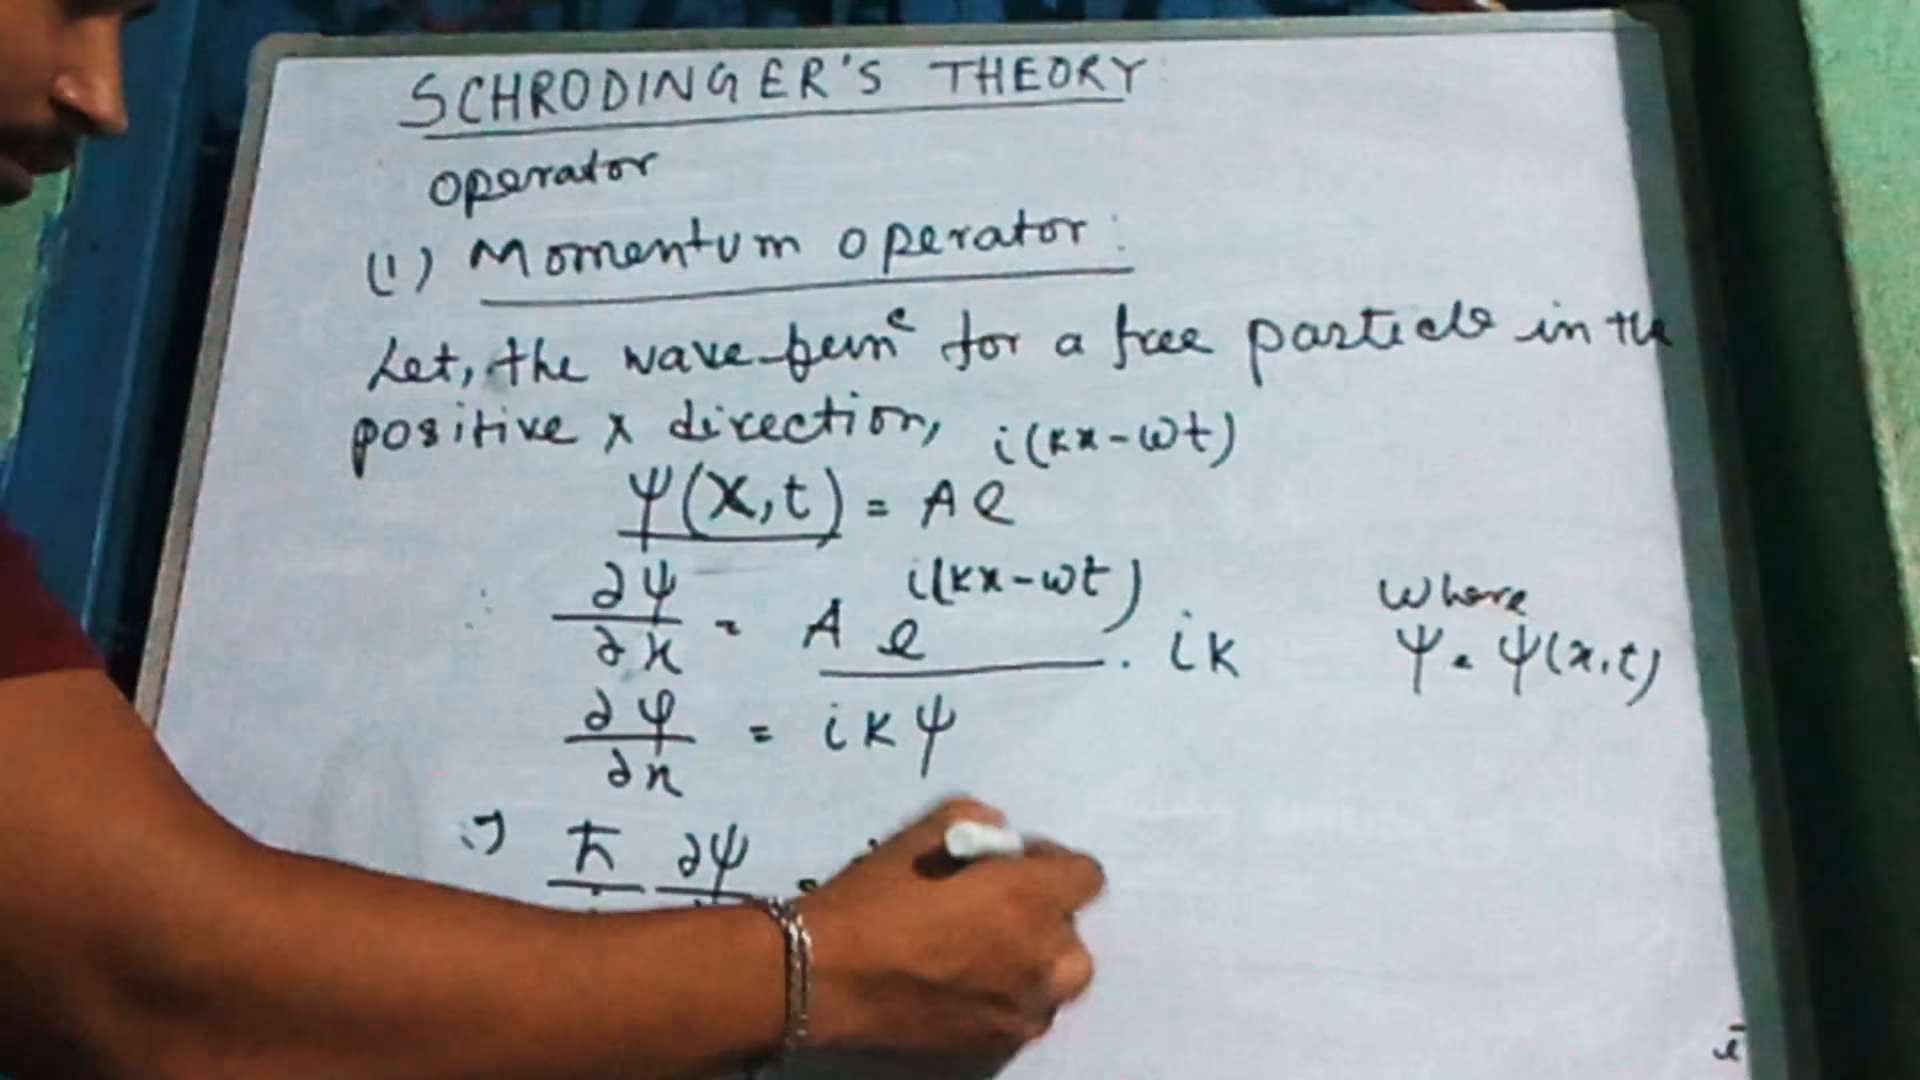 SCHRODINGER'S THEORY
operator
(1) Momentum operator:
Let, the wave func for a free particle in the
positive x direction,
ψ(x,t) = A e^i(kx-ωt)
∂ψ/∂x = A e^i(kx-ωt) . ik
where
ψ = ψ(x,t)
∂ψ/∂x = ikψ
ħ ∂ψ